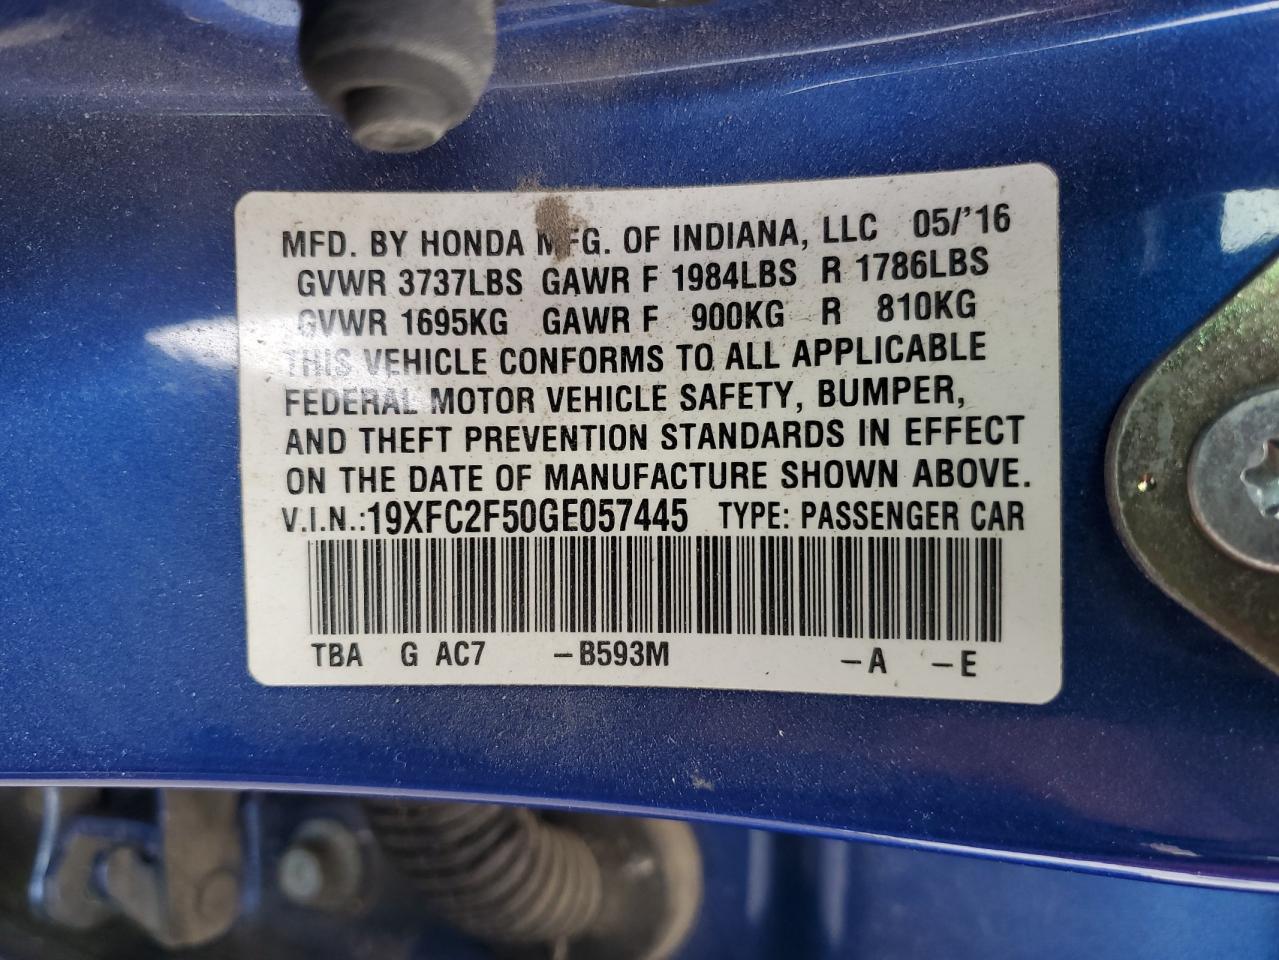 MFD. BY HONDA MFG. OF INDIANA, LLC 05/'16
GVWR 3737LBS GAWR F 1984LBS R 1786LBS
GVWR 1695KG GAWR F 900KG R 810KG
THIS VEHICLE CONFORMS TO ALL APPLICABLE
FEDERAL MOTOR VEHICLE SAFETY, BUMPER,
AND THEFT PREVENTION STANDARDS IN EFFECT
ON THE DATE OF MANUFACTURE SHOWN ABOVE.
V.I.N.:19XFC2F50GE057445 TYPE: PASSENGER CAR
TBA G AC7 –B593M –A –E